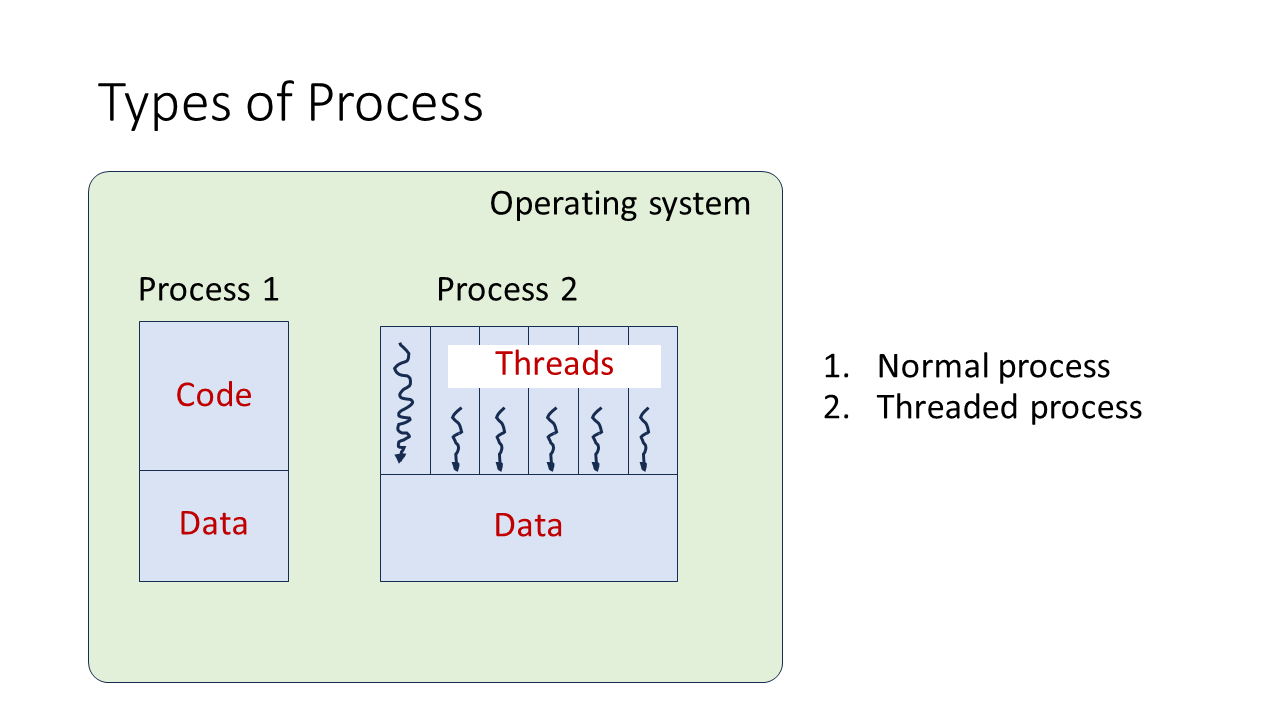 Types of Process
Operating system
Process 1
Process 2
Code
Threads
Data
Data
1. Normal process
2. Threaded process